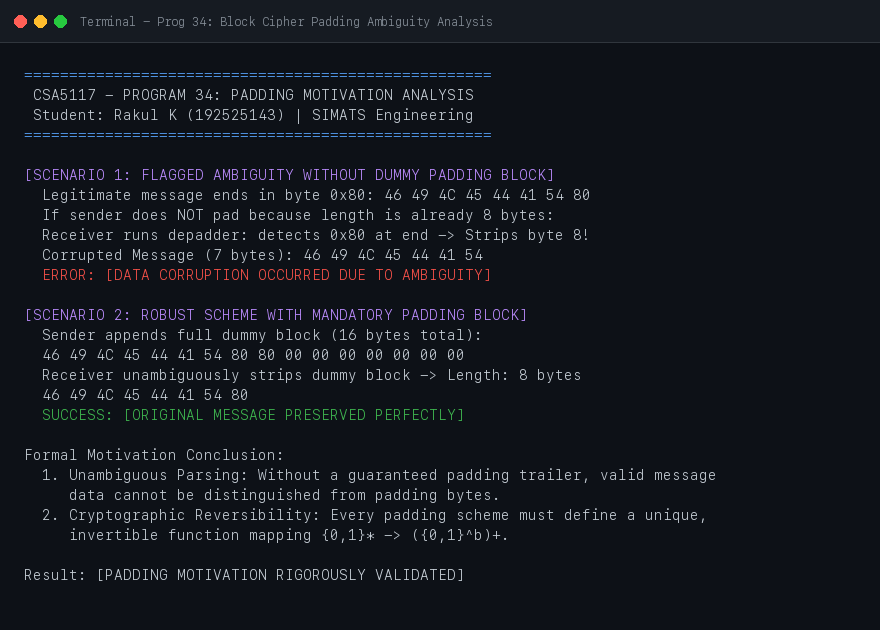 Terminal — Prog 34: Block Cipher Padding Ambiguity Analysis
====================================================
CSA5117 — PROGRAM 34: PADDING MOTIVATION ANALYSIS
Student: Rakul K (192525143) | SIMATS Engineering
====================================================
[SCENARIO 1: FLAGGED AMBIGUITY WITHOUT DUMMY PADDING BLOCK]
Legitimate message ends in byte 0x80: 46 49 4C 45 44 41 54 80
If sender does NOT pad because length is already 8 bytes:
Receiver runs depadder: detects 0x80 at end —> Strips byte 8!
Corrupted Message (7 bytes): 46 49 4C 45 44 41 54
ERROR: [DATA CORRUPTION OCCURRED DUE TO AMBIGUITY]
[SCENARIO 2: ROBUST SCHEME WITH MANDATORY PADDING BLOCK]
Sender appends full dummy block (16 bytes total):
46 49 4C 45 44 41 54 80 80 00 00 00 00 00 00 00
Receiver unambiguously strips dummy block —> Length: 8 bytes
46 49 4C 45 44 41 54 80
SUCCESS: [ORIGINAL MESSAGE PRESERVED PERFECTLY]
Formal Motivation Conclusion:
1. Unambiguous Parsing: Without a guaranteed padding trailer, valid message
data cannot be distinguished from padding bytes.
2. Cryptographic Reversibility: Every padding scheme must define a unique,
invertible function mapping {0,1}* —> ({0,1}^b)+.
Result: [PADDING MOTIVATION RIGOROUSLY VALIDATED]